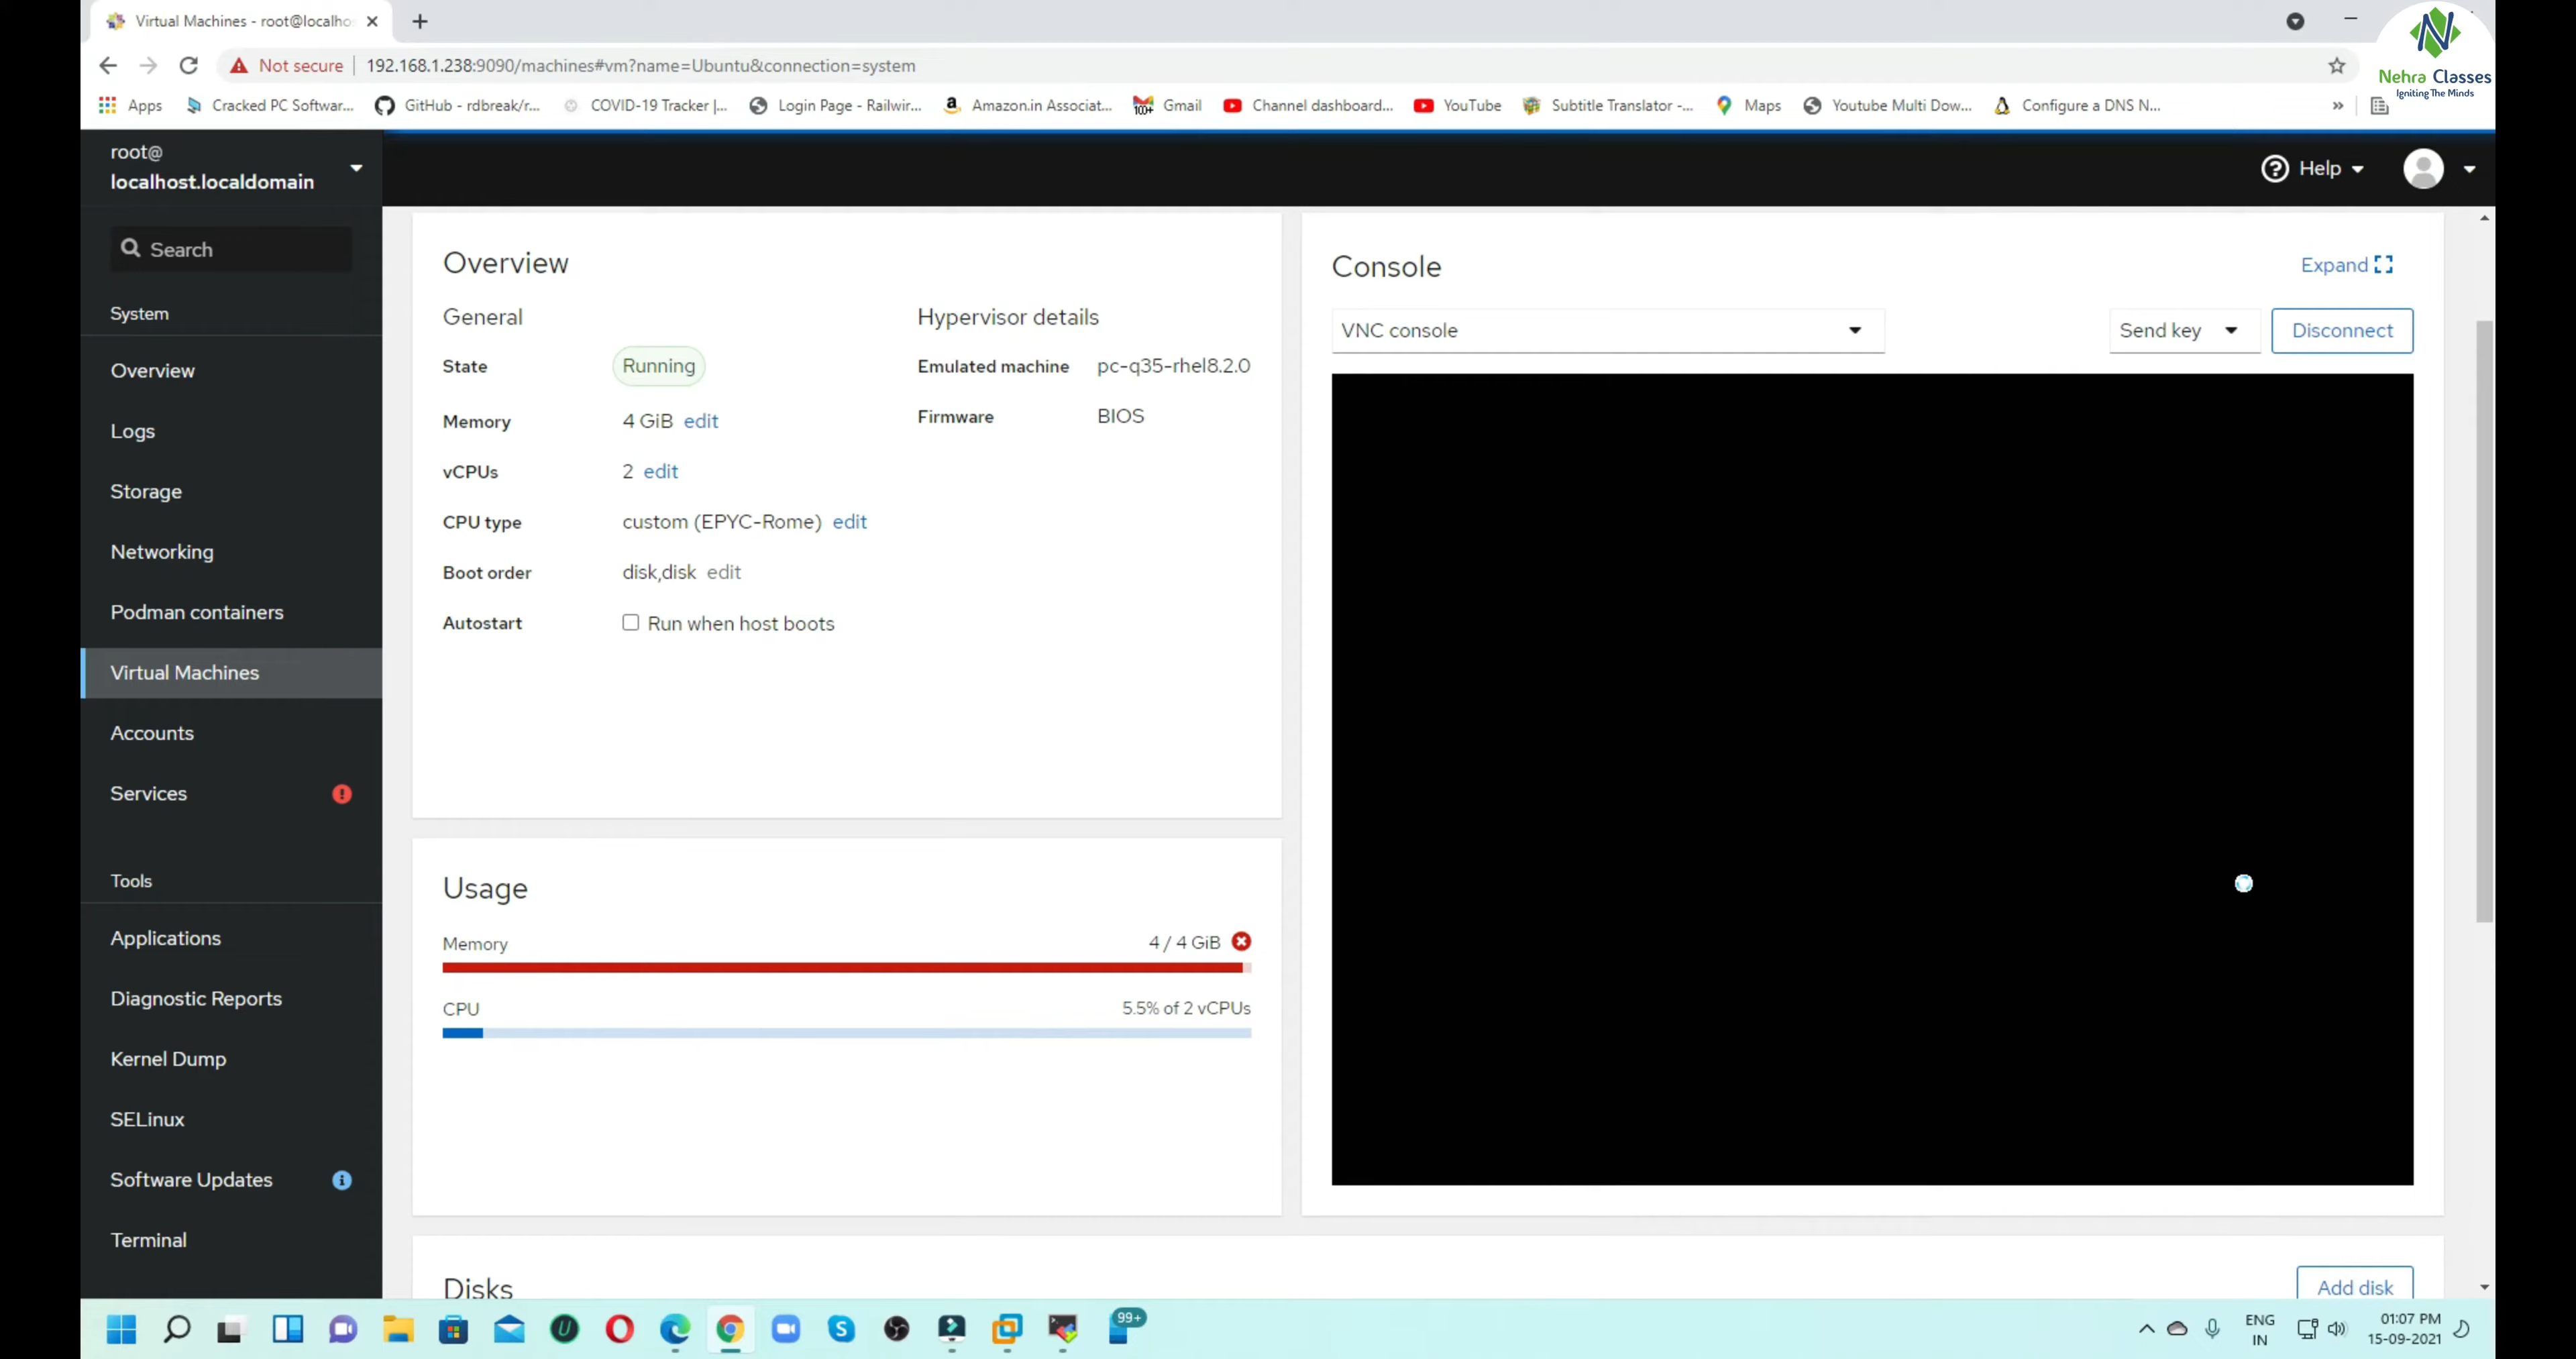 Virtual Machines - root@localho
Not secure
192.168.1.238:9090/machines#vm?name=Ubuntu&connection=system
Nehra Classes
Igniting The Minds
Apps
Cracked PC Softwar...
GitHub - rdbreak/r...
COVID-19 Tracker |...
Login Page - Railwir...
Amazon.in Associat...
100+
Gmail
Channel dashboard...
YouTube
Subtitle Translator -...
Maps
Youtube Multi Dow...
Configure a DNS N...
»
root@
localhost.localdomain
Help
Search
System
Overview
Logs
Storage
Networking
Podman containers
Virtual Machines
Accounts
Services
Tools
Applications
Diagnostic Reports
Kernel Dump
SELinux
Software Updates
Terminal
Overview
General
State Running
Memory 4 GiB edit
vCPUs 2 edit
CPU type custom (EPYC-Rome) edit
Boot order disk,disk edit
Autostart Run when host boots
Hypervisor details
Emulated machine pc-q35-rhel8.2.0
Firmware BIOS
Usage
Memory 4 / 4 GiB
CPU 5.5% of 2 vCPUs
Console
Expand
VNC console
Send key
Disconnect
Disks
Add disk
99+
ENG
IN
01:07 PM
15-09-2021